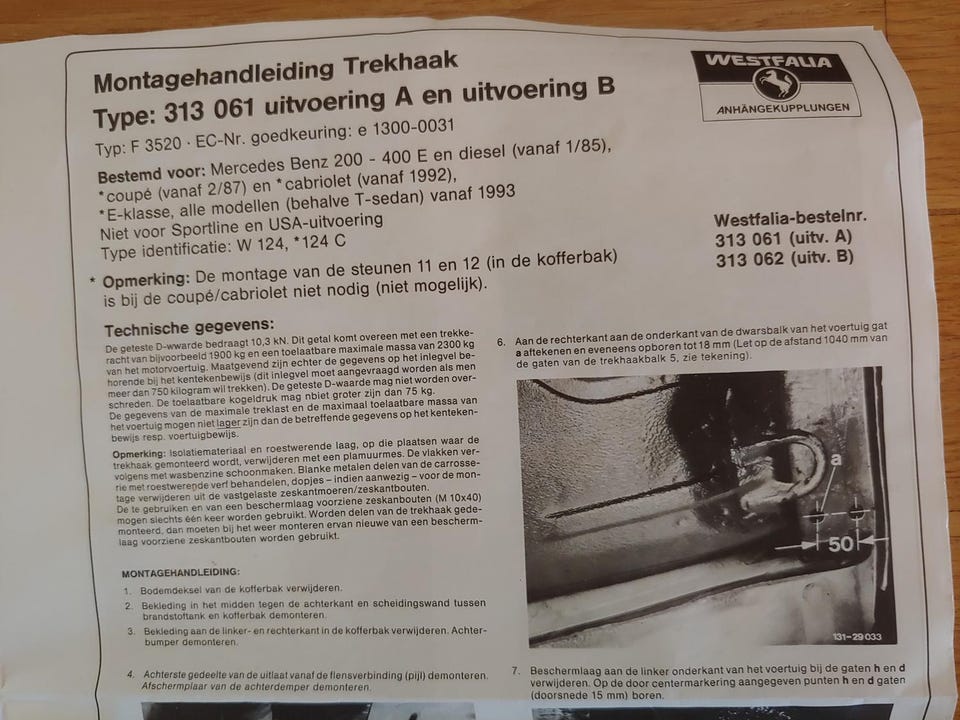 Montagehandleiding Trekhaak
Type: 313 061 uitvoering A en uitvoering B
Typ: F 3520 · EC-Nr. goedkeuring: e 1300-0031
WESTFALIA
ANHÄNGEKUPPLUNGEN
Bestemd voor: Mercedes Benz 200 - 400 E en diesel (vanaf 1/85),
*coupé (vanaf 2/87) en *cabriolet (vanaf 1992),
*E-klasse, alle modellen (behalve T-sedan) vanaf 1993
Niet voor Sportline en USA-uitvoering
Type identificatie: W 124, *124 C
Westfalia-bestelnr.
313 061 (uitv. A)
313 062 (uitv. B)
* Opmerking: De montage van de steunen 11 en 12 (in de kofferbak)
is bij de coupé/cabriolet niet nodig (niet mogelijk).
Technische gegevens:
De geteste D-wwarde bedraagt 10,3 kN. Dit getal komt overeen met een trekke-
racht van bijvoorbeeld 1900 kg en een toelaatbare maximale massa van 2300 kg
van het motorvoertuig. Maatgevend zijn echter de gegevens op het inlegvel be-
horende bij het kentekenbewijs (dit inlegvel moet aangevraagd worden als men
meer dan 750 kilogram wil trekken). De geteste D-waarde mag niet worden over-
schreden. De toelaatbare kogeldruk mag nbiet groter zijn dan 75 kg.
De gegevens van de maximale treklast en de maximaal toelaatbare massa van
het voertuig mogen niet lager zijn dan de betreffende gegevens op het kenteken-
bewijs resp. voertuigbewijs.
Opmerking: Isolatiemateriaal en roestwerende laag, op die plaatsen waar de
trekhaak gemonteerd wordt, verwijderen met een plamuurmes. De vlakken ver-
volgens met wasbenzine schoonmaken. Blanke metalen delen van de carrosse-
rie met roestwerende verf behandelen, dopjes – indien aanwezig – voor de mon-
tage verwijderen uit de vastgelaste zeskantmoeren/zeskantbouten.
De te gebruiken en van een beschermlaag voorziene zeskanbouten (M 10x40)
mogen slechts één keer worden gebruikt. Worden delen van de trekhaak gede-
monteerd, dan moeten bij het weer monteren ervan nieuwe van een bescherm-
laag voorziene zeskantbouten worden gebruikt.
MONTAGEHANDLEIDING:
1. Bodemdeksel van de kofferbak verwijderen.
2. Bekleding in het midden tegen de achterkant en scheidingswand tussen
brandstoftank en kofferbak demonteren.
3. Bekleding aan de linker- en rechterkant in de kofferbak verwijderen. Achter-
bumper demonteren.
4. Achterste gedeelte van de uitlaat vanaf de flensverbinding (pijl) demonteren.
Afschermplaar van de achterdemper demonteren.
6. Aan de rechterkant aan de onderkant van de dwarsbalk van het voertuig gat
a aftekenen en eveneens opboren tot 18 mm (Let op de afstand 1040 mm van
de gaten van de trekhaakbalk 5, zie tekening).
a
50
131-29 033
7. Beschermlaag aan de linker onderkant van het voertuig bij de gaten h en d
verwijderen. Op de door centermarkering aangegeven punten h en d gaten
(doorsnede 15 mm) boren.